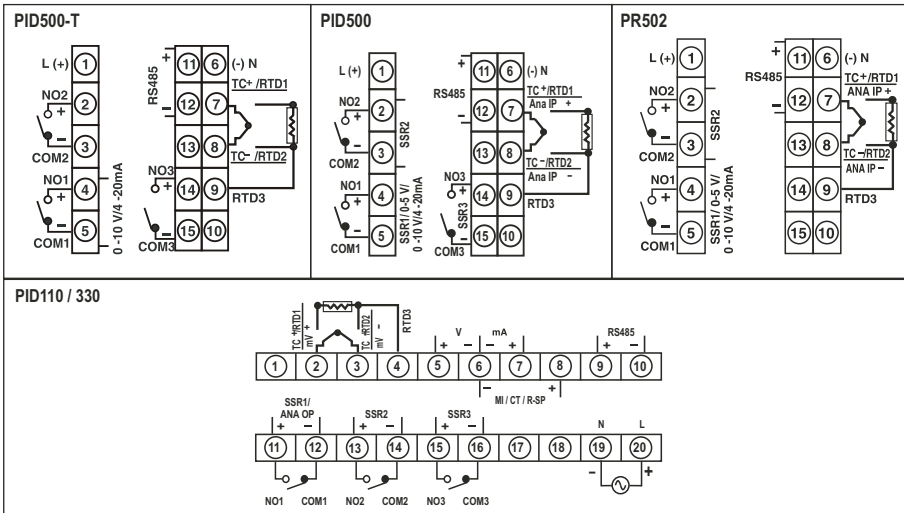 PID500-T
L (+) 1
NO2
+
2
–
COM2
3
NO1
+
4
–
COM1
5
0 -10 V/4 -20mA
+
RS485
–
11 6 (-) N
12 7
TC+/RTD1
13 8
TC–/RTD2
NO3
+
14 9
RTD3
–
COM3
15 10
PID500
L (+) 1
NO2
+
2
–
COM2
3
SSR2
NO1
+
4
–
COM1
5
SSR1/ 0-5 V/
0 -10 V/4 -20mA
+
RS485
–
11 6 (-) N
12 7
TC+/RTD1
Ana IP +
13 8
TC–/RTD2
Ana IP –
NO3
+
14 9
RTD3
SSR3
–
COM3
15 10
PR502
L (+) 1
NO2
+
2
–
COM2
3
SSR2
NO1
+
4
–
COM1
5
SSR1/ 0-5 V/
0 -10 V/4 -20mA
+
RS485
–
11 6 (-) N
12 7
TC+/RTD1
ANA IP +
13 8
TC–/RTD2
ANA IP –
14 9
RTD3
15 10
PID110 / 330
TC +/RTD1
mV +
TC –/RTD2
mV –
RTD3
V mA RS485
+ – – + + –
1 2 3 4 5 6 7 8 9 10
– +
MI / CT / R-SP
SSR1/
ANA OP
SSR2 SSR3 N L
+ – + – + –
11 12 13 14 15 16 17 18 19 20
– +
NO1 COM1 NO2 COM2 NO3 COM3